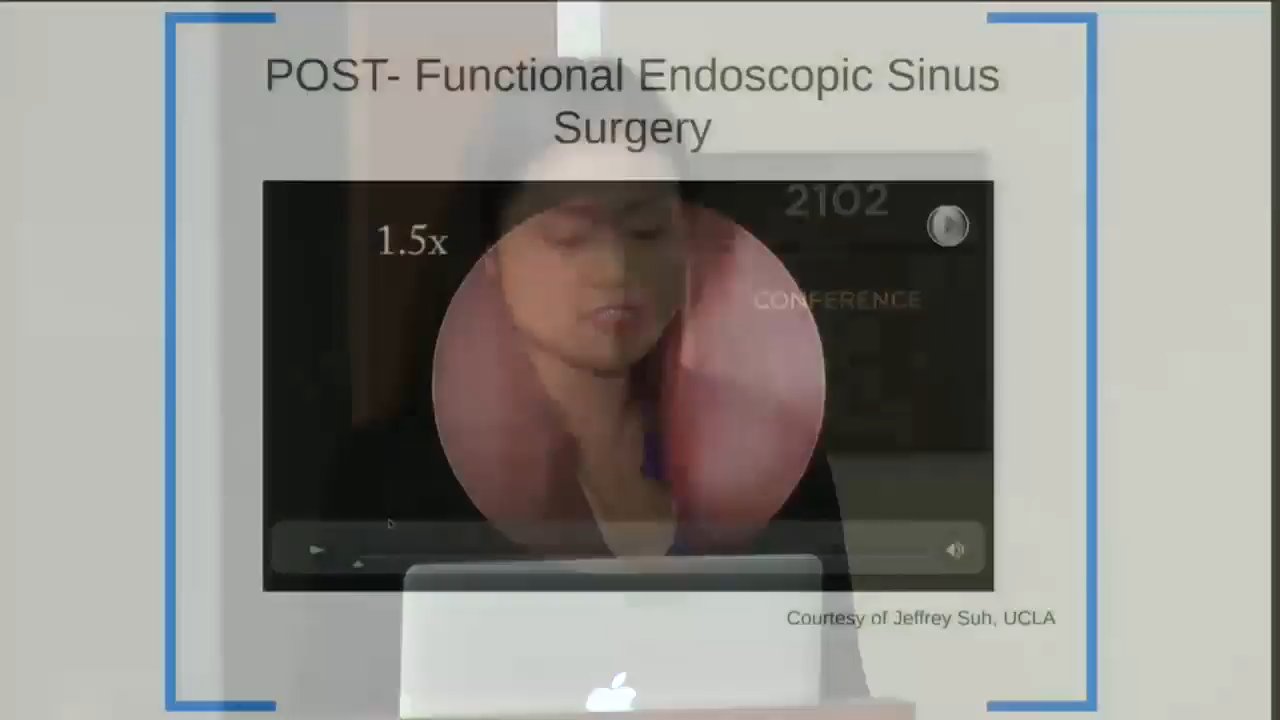 POST- Functional Endoscopic Sinus
Surgery
2102
1.5x
CONFERENCE
Courtesy of Jeffrey Suh, UCLA